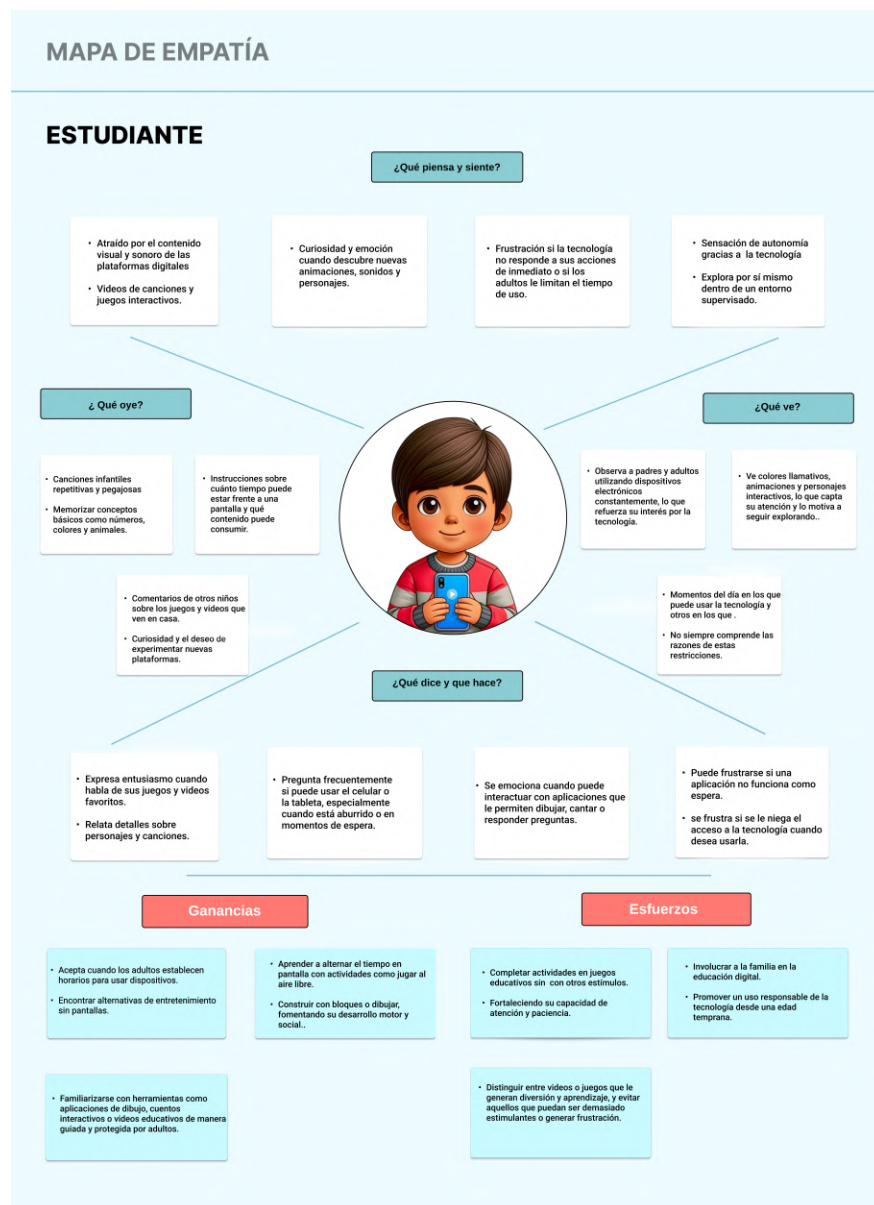 MAPA DE EMPATÍA
ESTUDIANTE
¿Qué piensa y siente?
• Atraído por el contenido
visual y sonoro de las
plataformas digitales
• Videos de canciones y
juegos interactivos.
• Curiosidad y emoción
cuando descubre nuevas
animaciones, sonidos y
personajes.
• Frustración si la tecnología
no responde a sus acciones
de inmediato o si los
adultos le limitan el tiempo
de uso.
• Sensación de autonomía
gracias a la tecnología
• Explora por sí mismo
dentro de un entorno
supervisado.
¿ Qué oye?
• Canciones infantiles
repetitivas y pegajosas
• Memorizar conceptos
básicos como números,
colores y animales.
• Instrucciones sobre
cuánto tiempo puede
estar frente a una
pantalla y qué
contenido puede
consumir.
• Comentarios de otros niños
sobre los juegos y videos que
ven en casa.
• Curiosidad y el deseo de
experimentar nuevas
plataformas.
¿Qué ve?
• Observa a padres y adultos
utilizando dispositivos
electrónicos
constantemente, lo que
refuerza su interés por la
tecnología.
• Ve colores llamativos,
animaciones y personajes
interactivos, lo que capta
su atención y lo motiva a
seguir explorando..
• Momentos del día en los que
puede usar la tecnología y
otros en los que .
• No siempre comprende las
razones de estas
restricciones.
¿Qué dice y que hace?
• Expresa entusiasmo cuando
habla de sus juegos y videos
favoritos.
• Relata detalles sobre
personajes y canciones.
• Pregunta frecuentemente
si puede usar el celular o
la tableta, especialmente
cuando está aburrido o en
momentos de espera.
• Se emociona cuando puede
interactuar con aplicaciones que
le permiten dibujar, cantar o
responder preguntas.
• Puede frustrarse si una
aplicación no funciona como
espera.
• se frustra si se le niega el
acceso a la tecnología cuando
desea usarla.
Ganancias
• Acepta cuando los adultos establecen
horarios para usar dispositivos.
• Encontrar alternativas de entretenimiento
sin pantallas.
• Aprender a alternar el tiempo en
pantalla con actividades como jugar al
aire libre.
• Construir con bloques o dibujar,
fomentando su desarrollo motor y
social..
• Familiarizarse con herramientas como
aplicaciones de dibujo, cuentos
interactivos o videos educativos de manera
guiada y protegida por adultos.
Esfuerzos
• Completar actividades en juegos
educativos sin con otros estímulos.
• Fortaleciendo su capacidad de
atención y paciencia.
• Involucrar a la familia en la
educación digital.
• Promover un uso responsable de la
tecnología desde una edad
temprana.
• Distinguir entre videos o juegos que le
generan diversión y aprendizaje, y evitar
aquellos que puedan ser demasiado
estimulantes o generar frustración.